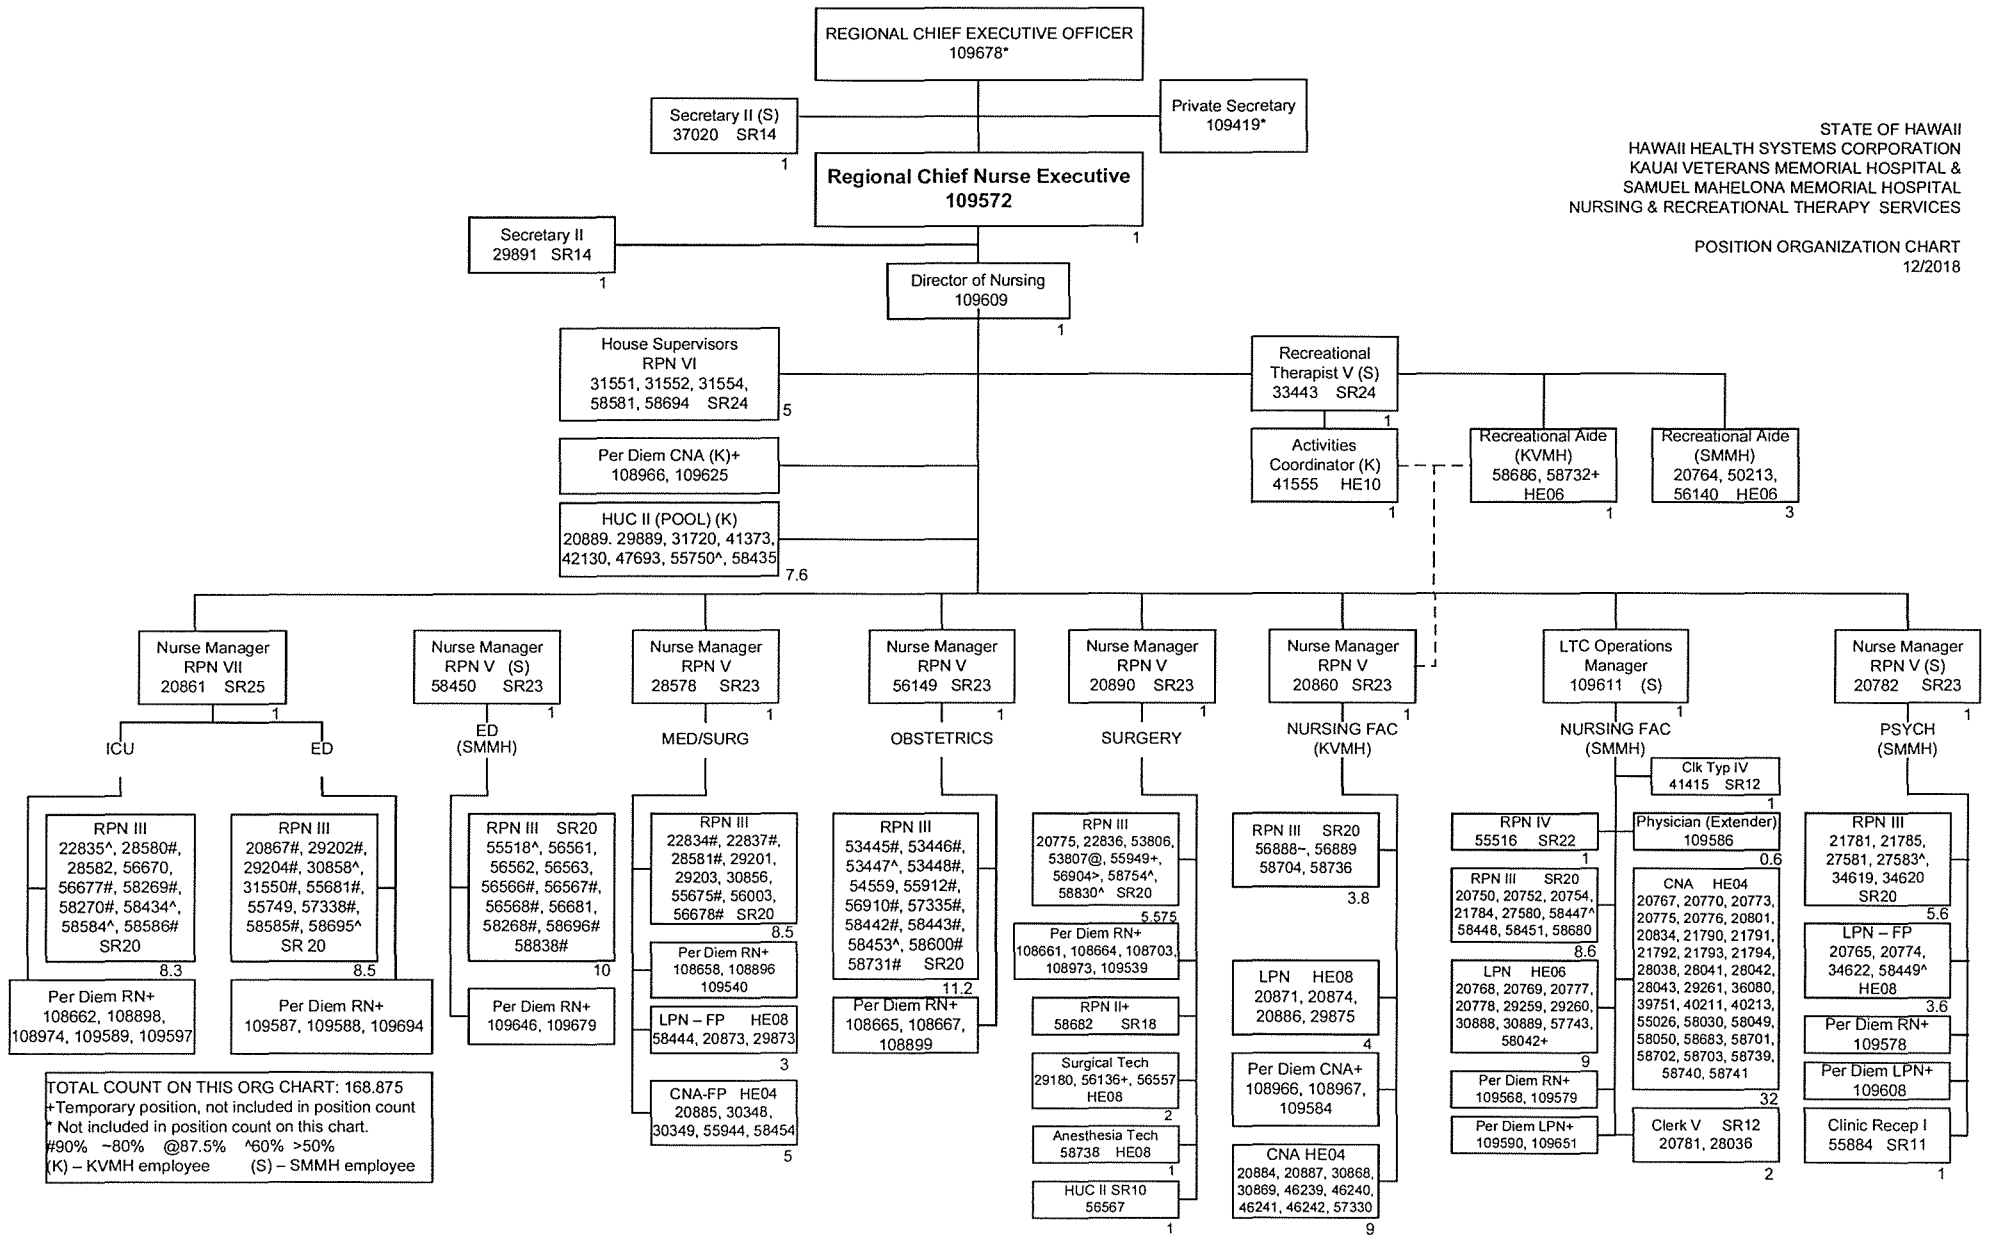 REGIONAL CHIEF EXECUTIVE OFFICER
109678*
Secretary II (S)
37020 SR14
1
Private Secretary
109419*
STATE OF HAWAII
HAWAII HEALTH SYSTEMS CORPORATION
KAUAI VETERANS MEMORIAL HOSPITAL &
SAMUEL MAHELONA MEMORIAL HOSPITAL
NURSING & RECREATIONAL THERAPY SERVICES
POSITION ORGANIZATION CHART
12/2018
Regional Chief Nurse Executive
109572
1
Secretary II
29891 SR14
1
Director of Nursing
109609
1
House Supervisors
RPN VI
31551, 31552, 31554,
58581, 58694 SR24
5
Recreational
Therapist V (S)
33443 SR24
1
Per Diem CNA (K)+
108966, 109625
Activities
Coordinator (K)
41555 HE10
1
Recreational Aide
(KVMH)
58686, 58732+
HE06
1
Recreational Aide
(SMMH)
20764, 50213,
56140 HE06
3
HUC II (POOL) (K)
20889. 29889, 31720, 41373,
42130, 47693, 55750^, 58435
7.6
Nurse Manager
RPN VII
20861 SR25
1
Nurse Manager
RPN V (S)
58450 SR23
1
Nurse Manager
RPN V
28578 SR23
1
Nurse Manager
RPN V
56149 SR23
1
Nurse Manager
RPN V
20890 SR23
1
Nurse Manager
RPN V
20860 SR23
1
LTC Operations
Manager
109611 (S)
1
Nurse Manager
RPN V (S)
20782 SR23
1
ICU
ED
ED
(SMMH)
MED/SURG
OBSTETRICS
SURGERY
NURSING FAC
(KVMH)
NURSING FAC
(SMMH)
PSYCH
(SMMH)
RPN III
22835^, 28580#,
28582, 56670,
56677#, 58269#,
58270#, 58434^,
58584^, 58586#
SR20
8.3
Per Diem RN+
108662, 108898,
108974, 109589, 109597
RPN III
20867#, 29202#,
29204#, 30858^,
31550#, 55681#,
55749, 57338#,
58585#, 58695^
SR 20
8.5
Per Diem RN+
109587, 109588, 109694
RPN III SR20
55518^, 56561,
56562, 56563,
56566#, 56567#,
56568#, 56681,
58268#, 58696#
58838#
10
Per Diem RN+
109646, 109679
RPN III
22834#, 22837#,
28581#, 29201,
29203, 30856,
55675#, 56003,
56678# SR20
8.5
Per Diem RN+
108658, 108896
109540
LPN – FP HE08
58444, 20873, 29873
3
CNA-FP HE04
20885, 30348,
30349, 55944, 58454
5
RPN III
53445#, 53446#,
53447^, 53448#,
54559, 55912#,
56910#, 57335#,
58442#, 58443#,
58453^, 58600#
58731# SR20
11.2
Per Diem RN+
108665, 108667,
108899
RPN III
20775, 22836, 53806,
53807@, 55949+,
56904>, 58754^,
58830^ SR20
5.575
Per Diem RN+
108661, 108664, 108703,
108973, 109539
RPN II+
58682 SR18
Surgical Tech
29180, 56136+, 56557
HE08
2
Anesthesia Tech
58738 HE08
1
HUC II SR10
56567
1
RPN III SR20
56888~, 56889
58704, 58736
3.8
LPN HE08
20871, 20874,
20886, 29875
4
Per Diem CNA+
108966, 108967,
109584
CNA HE04
20884, 20887, 30868,
30869, 46239, 46240,
46241, 46242, 57330
9
Clk Typ IV
41415 SR12
1
RPN IV
55516 SR22
1
Physician (Extender)
109586
0.6
RPN III SR20
20750, 20752, 20754,
21784, 27580, 58447^
58448, 58451, 58680
8.6
LPN HE06
20768, 20769, 20777,
20778, 29259, 29260,
30888, 30889, 57743,
58042+
9
Per Diem RN+
109568, 109579
Per Diem LPN+
109590, 109651
CNA HE04
20767, 20770, 20773,
20775, 20776, 20801,
20834, 21790, 21791,
21792, 21793, 21794,
28038, 28041, 28042,
28043, 29261, 36080,
39751, 40211, 40213,
55026, 58030, 58049,
58050, 58683, 58701,
58702, 58703, 58739,
58740, 58741
32
Clerk V SR12
20781, 28036
2
RPN III
21781, 21785,
27581, 27583^,
34619, 34620
SR20
5.6
LPN – FP
20765, 20774,
34622, 58449^
HE08
3.6
Per Diem RN+
109578
Per Diem LPN+
109608
Clinic Recep I
55884 SR11
1
TOTAL COUNT ON THIS ORG CHART: 168.875
+Temporary position, not included in position count
* Not included in position count on this chart.
#90% ~80% @87.5% ^60% >50%
(K) – KVMH employee (S) – SMMH employee